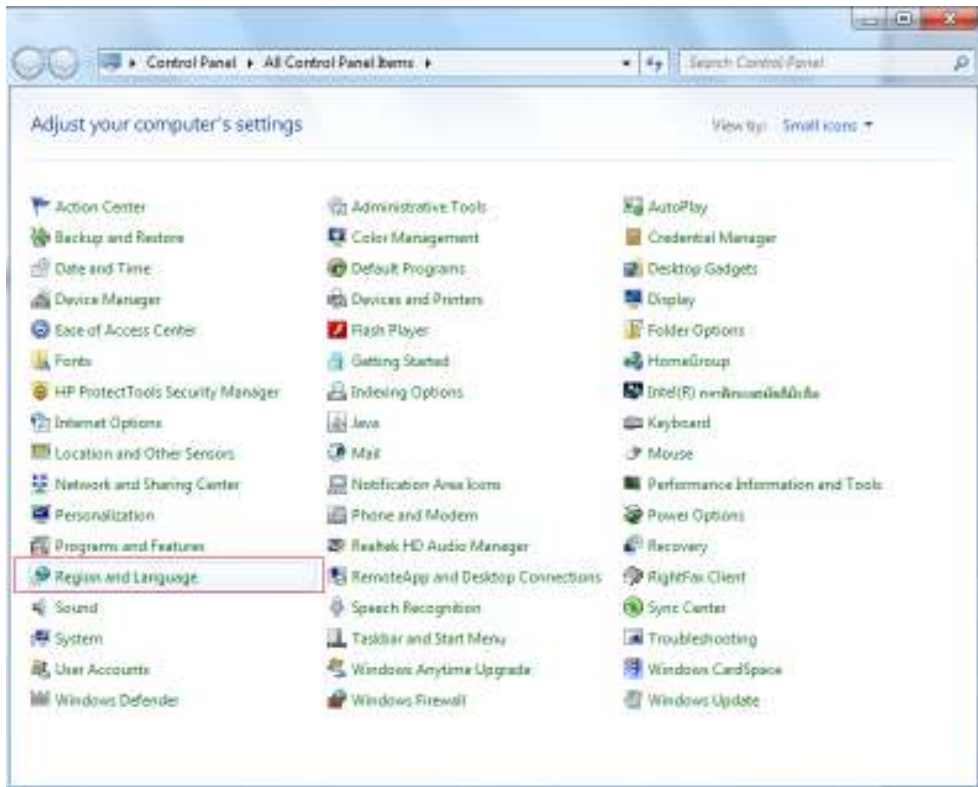 Control Panel All Control Panel Items
Search Control Panel
Adjust your computer's settings
View by: Small icons
Action Center Administrative Tools AutoPlay
Backup and Restore Color Management Credential Manager
Date and Time Default Programs Desktop Gadgets
Device Manager Devices and Printers Display
Ease of Access Center Flash Player Folder Options
Fonts Getting Started HomeGroup
HP ProtectTools Security Manager Indexing Options Intel(R)
Internet Options Java Keyboard
Location and Other Sensors Mail Mouse
Network and Sharing Center Notification Area Icons Performance Information and Tools
Personalization Phone and Modem Power Options
Programs and Features Realtek HD Audio Manager Recovery
Region and Language RemoteApp and Desktop Connections RightFax Client
Sound Speech Recognition Sync Center
System Taskbar and Start Menu Troubleshooting
User Accounts Windows Anytime Upgrade Windows CardSpace
Windows Defender Windows Firewall Windows Update